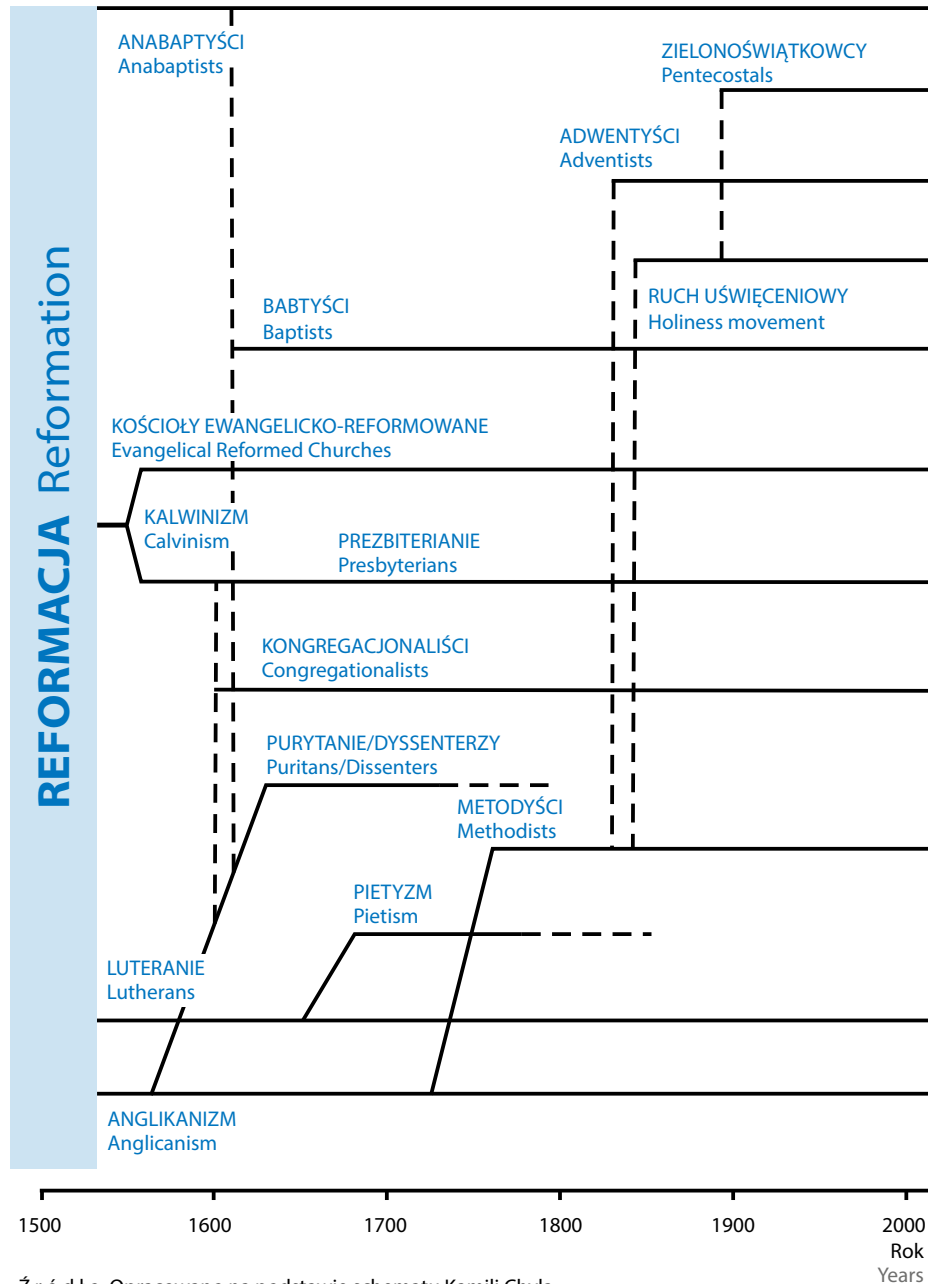 REFORMACJA Reformation
ANABAPTYŚCI
Anabaptists
ZIELONOŚWIĄTKOWCY
Pentecostals
ADWENTYŚCI
Adventists
RUCH UŚWIĘCENIOWY
Holiness movement
BABTYŚCI
Baptists
KOŚCIOŁY EWANGELICKO-REFORMOWANE
Evangelical Reformed Churches
KALWINIZM
Calvinism
PREZBITERIANIE
Presbyterians
KONGREGACJONALIŚCI
Congregationalists
PURYTANIE/DYSSENTERZY
Puritans/Dissenters
METODYŚCI
Methodists
PIETYZM
Pietism
LUTERANIE
Lutherans
ANGLIKANIZM
Anglicanism
1500 1600 1700 1800 1900 2000
Rok
Years